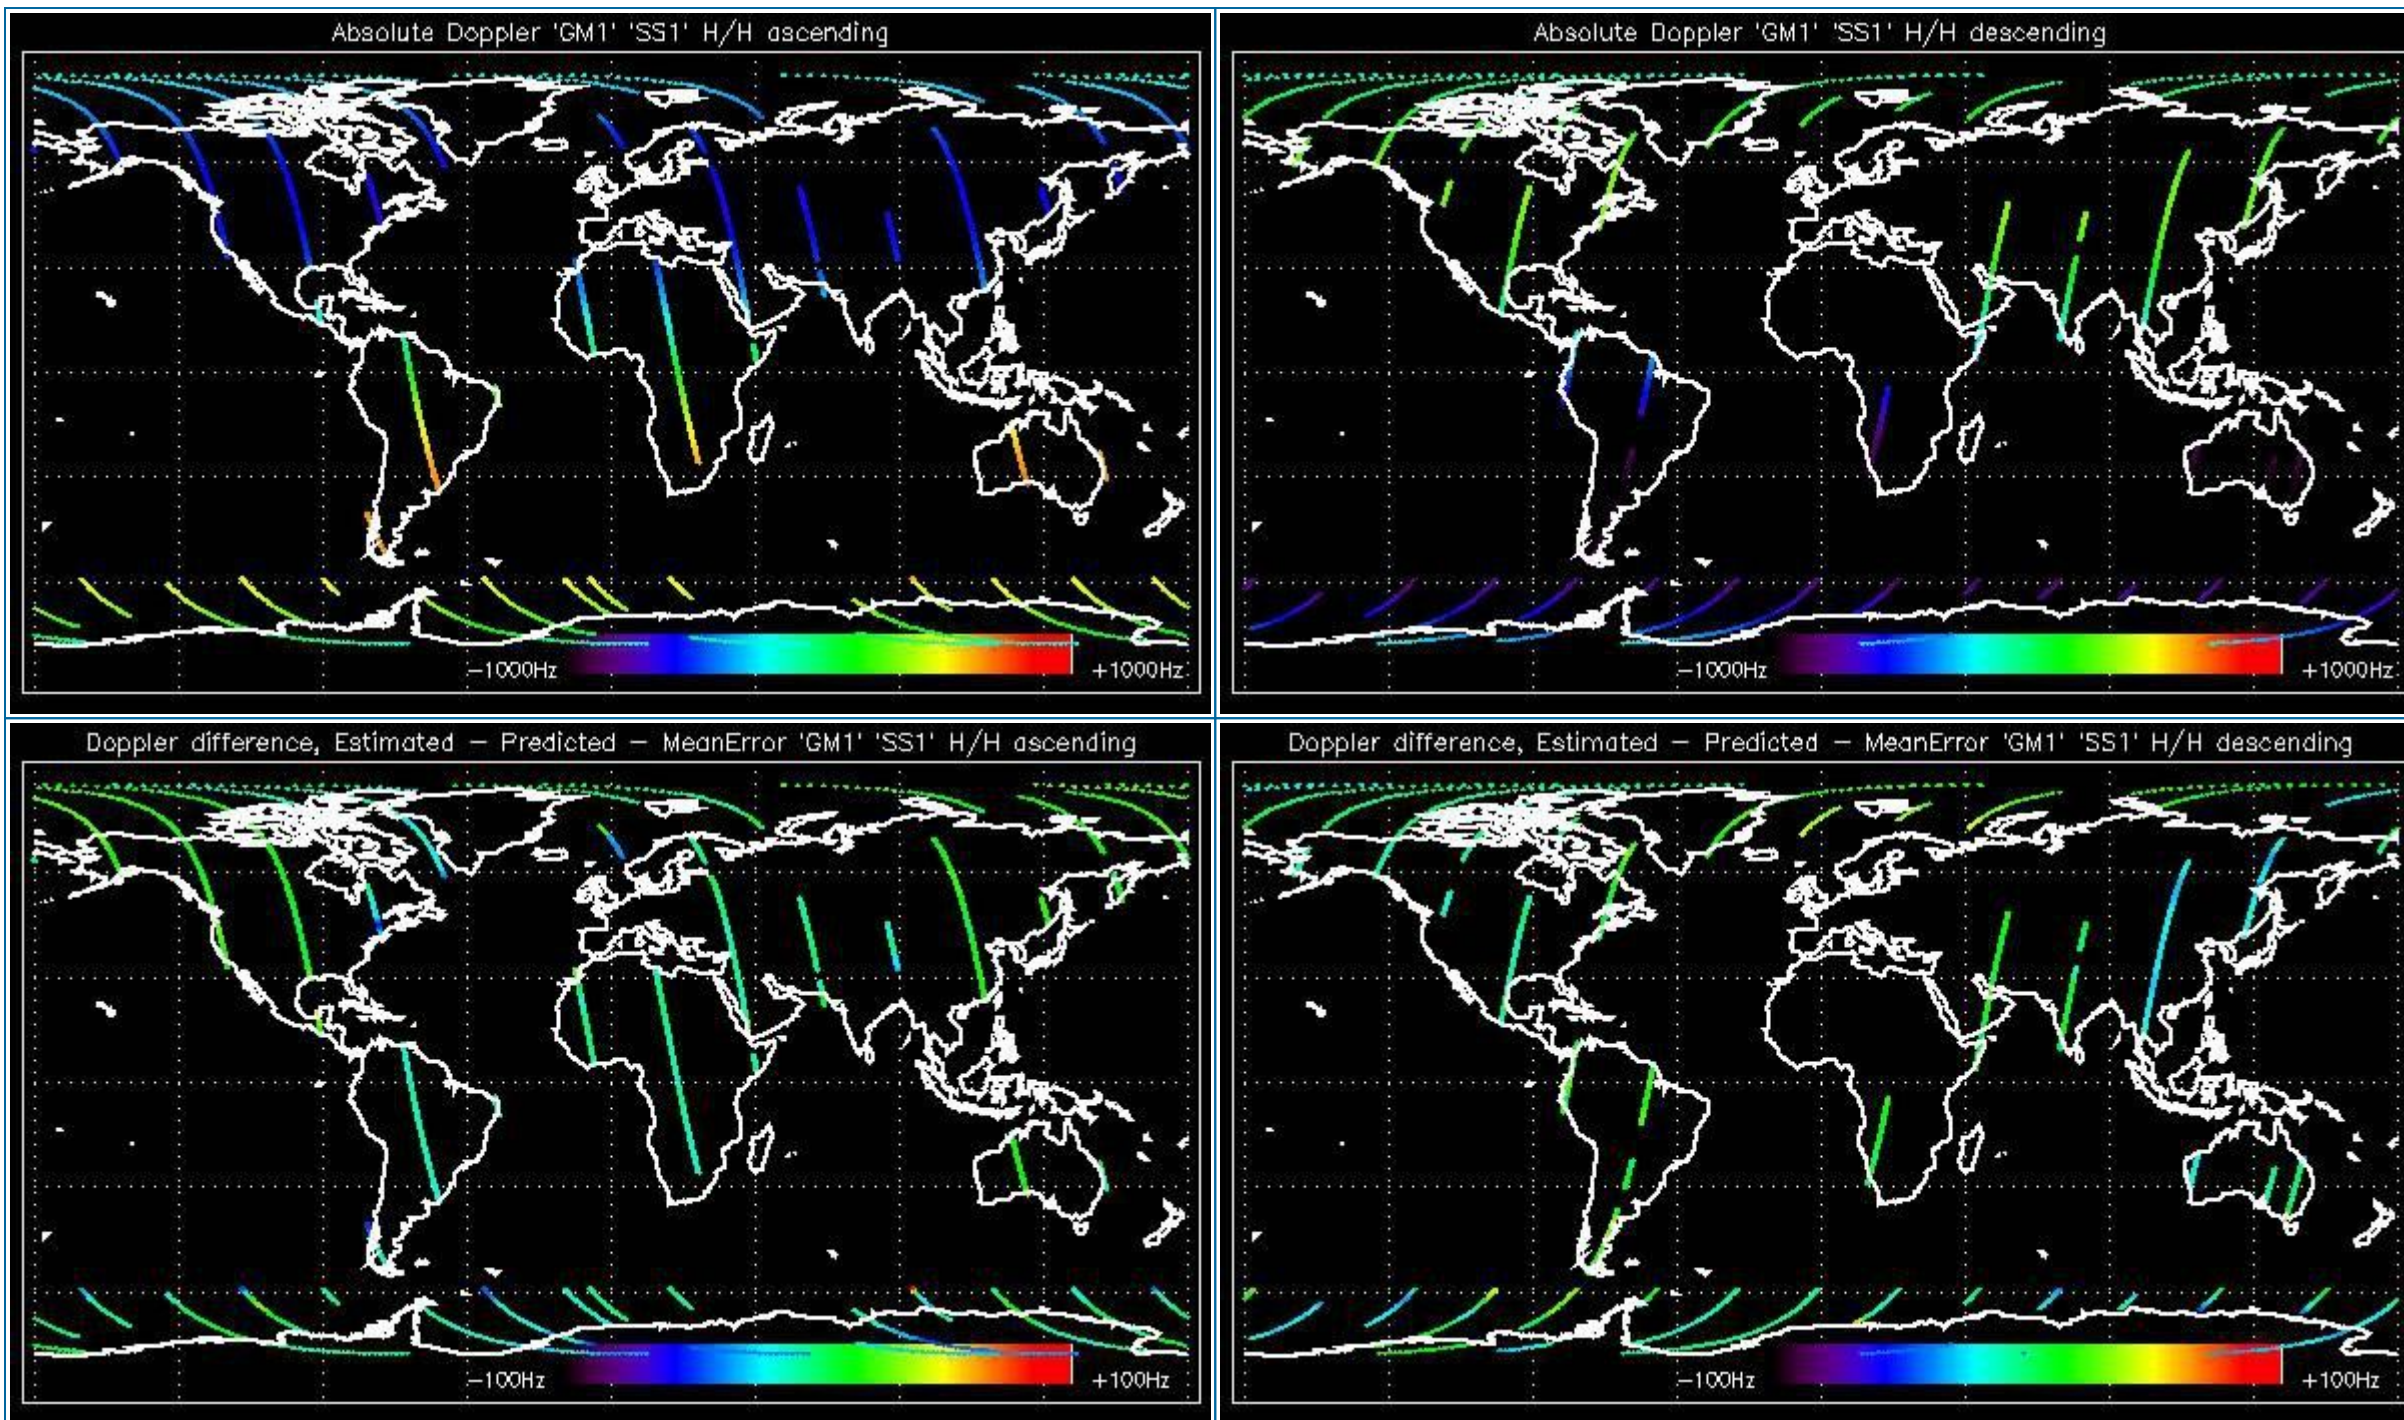 Absolute Doppler 'GM1' 'SS1' H/H ascending
-1000Hz
+1000Hz
Absolute Doppler 'GM1' 'SS1' H/H descending
-1000Hz
+1000Hz
Doppler difference, Estimated – Predicted – MeanError 'GM1' 'SS1' H/H ascending
-100Hz
+100Hz
Doppler difference, Estimated – Predicted – MeanError 'GM1' 'SS1' H/H descending
-100Hz
+100Hz